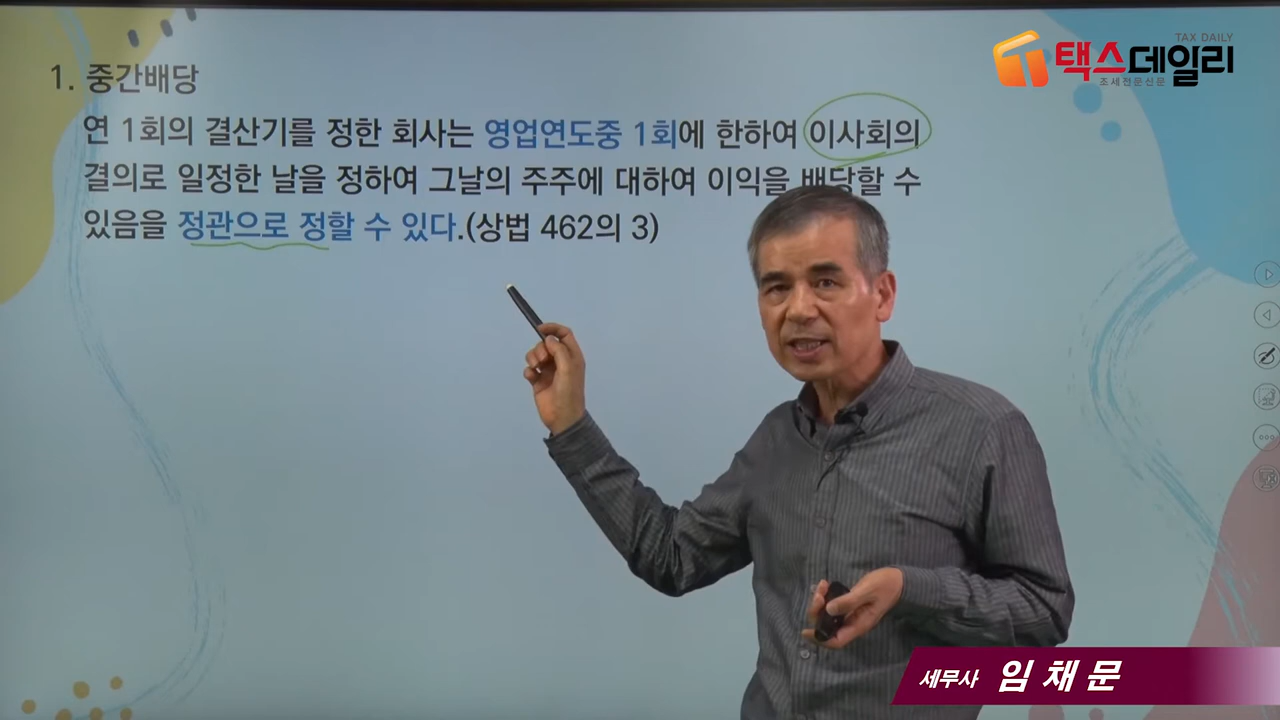 TAX DAILY
택스데일리
조세전문신문
1. 중간배당
연 1회의 결산기를 정한 회사는 영업연도중 1회에 한하여 이사회의
결의로 일정한 날을 정하여 그날의 주주에 대하여 이익을 배당할 수
있음을 정관으로 정할 수 있다.(상법 462의 3)
세무사 임채문